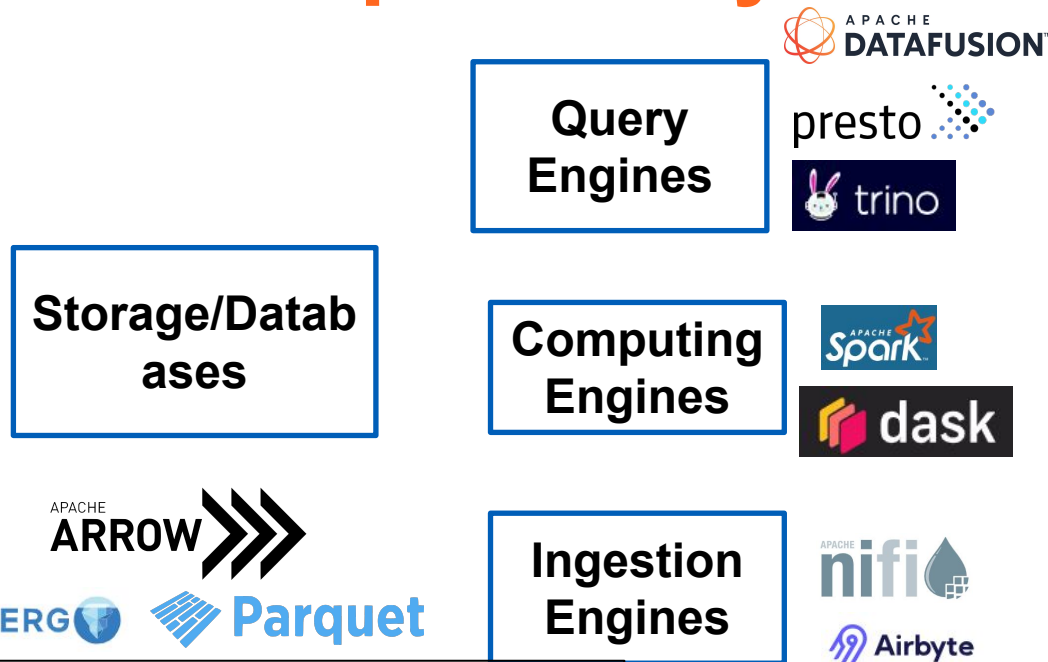 APACHE
DATAFUSION
Query
Engines
presto
trino
Storage/Datab
ases
Computing
Engines
APACHE
Spark
dask
APACHE
ARROW
ERG
Parquet
Ingestion
Engines
APACHE
nifi
Airbyte